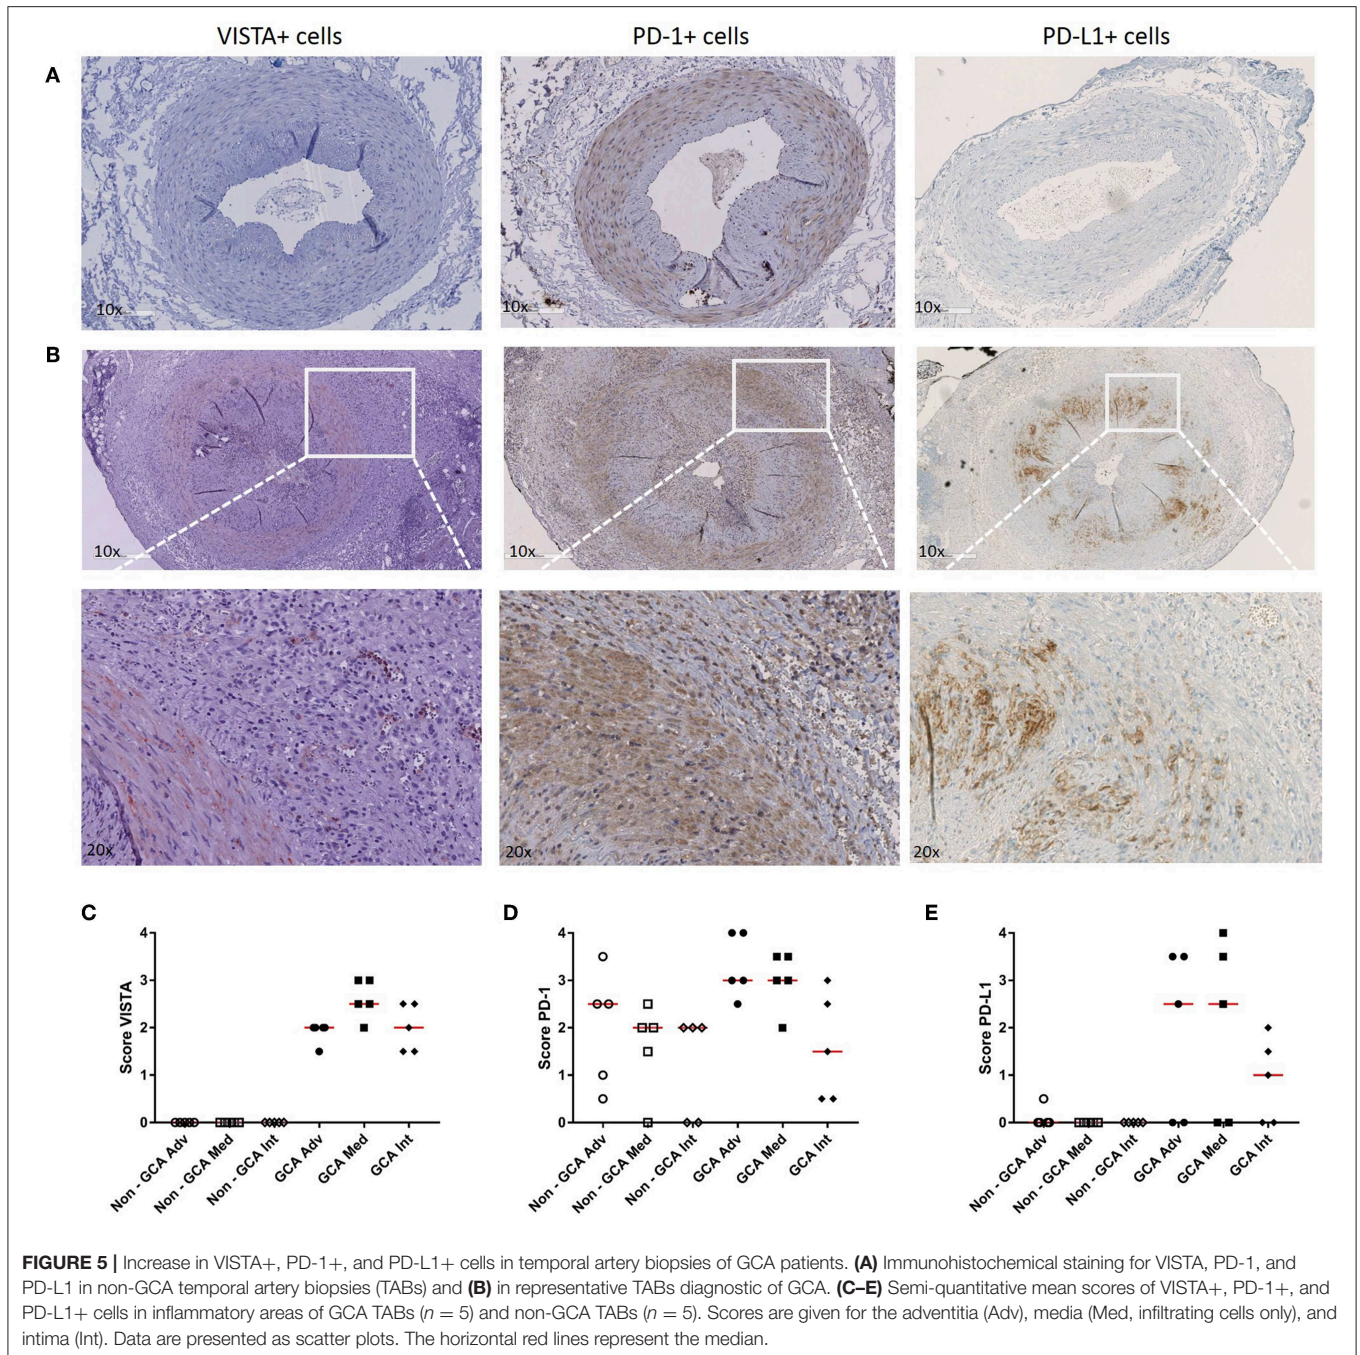 VISTA+ cells
PD-1+ cells
PD-L1+ cells
A
10x
10x
10x
B
10x
10x
10x
20x
20x
20x
C
Score VISTA
4
3
2
1
0
Non - GCA Adv
Non - GCA Med
Non - GCA Int
GCA Adv
GCA Med
GCA Int
D
Score PD-1
4
3
2
1
0
Non - GCA Adv
Non - GCA Med
Non - GCA Int
GCA Adv
GCA Med
GCA Int
E
Score PD-L1
4
3
2
1
0
Non - GCA Adv
Non - GCA Med
Non - GCA Int
GCA Adv
GCA Med
GCA Int
FIGURE 5 | Increase in VISTA+, PD-1+, and PD-L1+ cells in temporal artery biopsies of GCA patients. (A) Immunohistochemical staining for VISTA, PD-1, and
PD-L1 in non-GCA temporal artery biopsies (TABs) and (B) in representative TABs diagnostic of GCA. (C–E) Semi-quantitative mean scores of VISTA+, PD-1+, and
PD-L1+ cells in inflammatory areas of GCA TABs (n = 5) and non-GCA TABs (n = 5). Scores are given for the adventitia (Adv), media (Med, infiltrating cells only), and
intima (Int). Data are presented as scatter plots. The horizontal red lines represent the median.